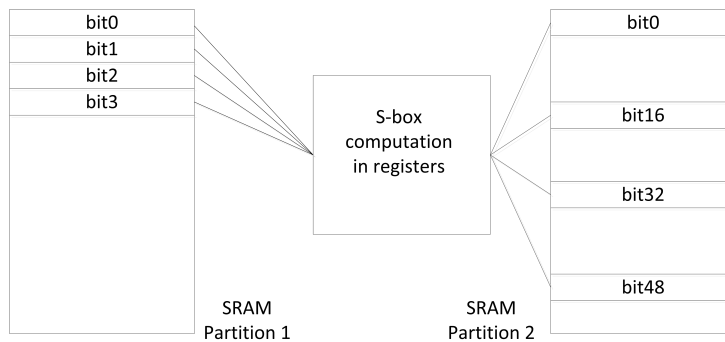 bit0
bit1
bit2
bit3
SRAM
Partition 1
S-box
computation
in registers
bit0
bit16
bit32
bit48
SRAM
Partition 2